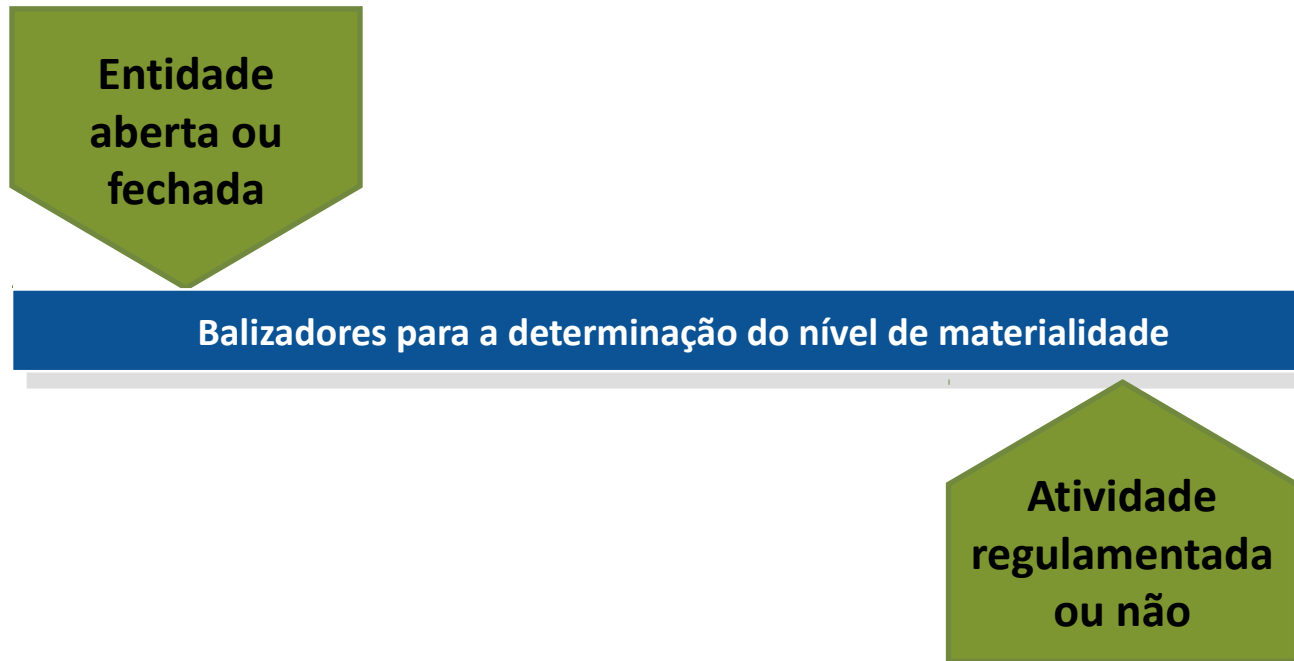 Entidade
aberta ou
fechada
Balizadores para a determinação do nível de materialidade
Atividade
regulamentada
ou não